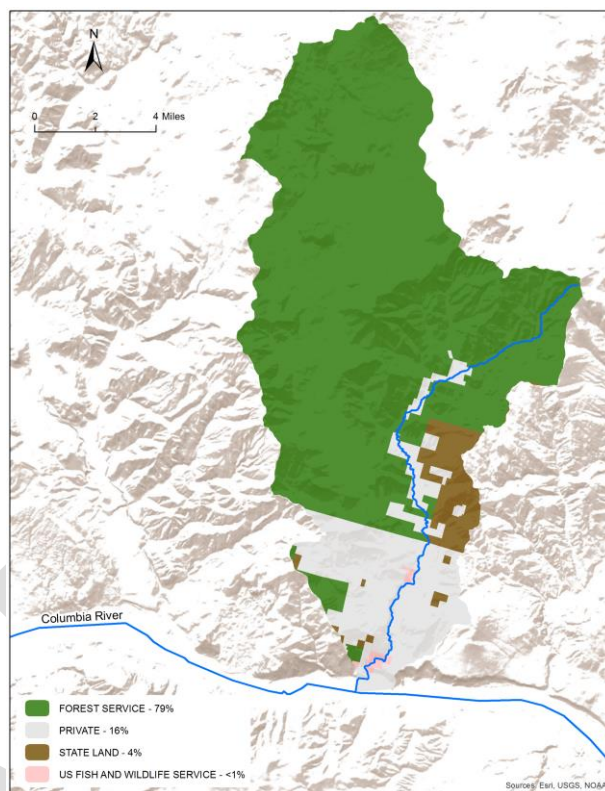 N
0 2 4 Miles
Columbia River
FOREST SERVICE - 79%
PRIVATE - 16%
STATE LAND - 4%
US FISH AND WILDLIFE SERVICE - <1%
Sources: Esri, USGS, NOAA